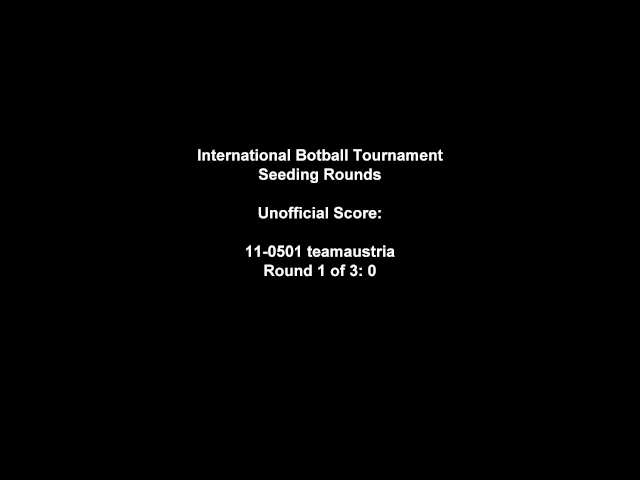 International Botball Tournament
Seeding Rounds
Unofficial Score:
11-0501 teamaustria
Round 1 of 3: 0